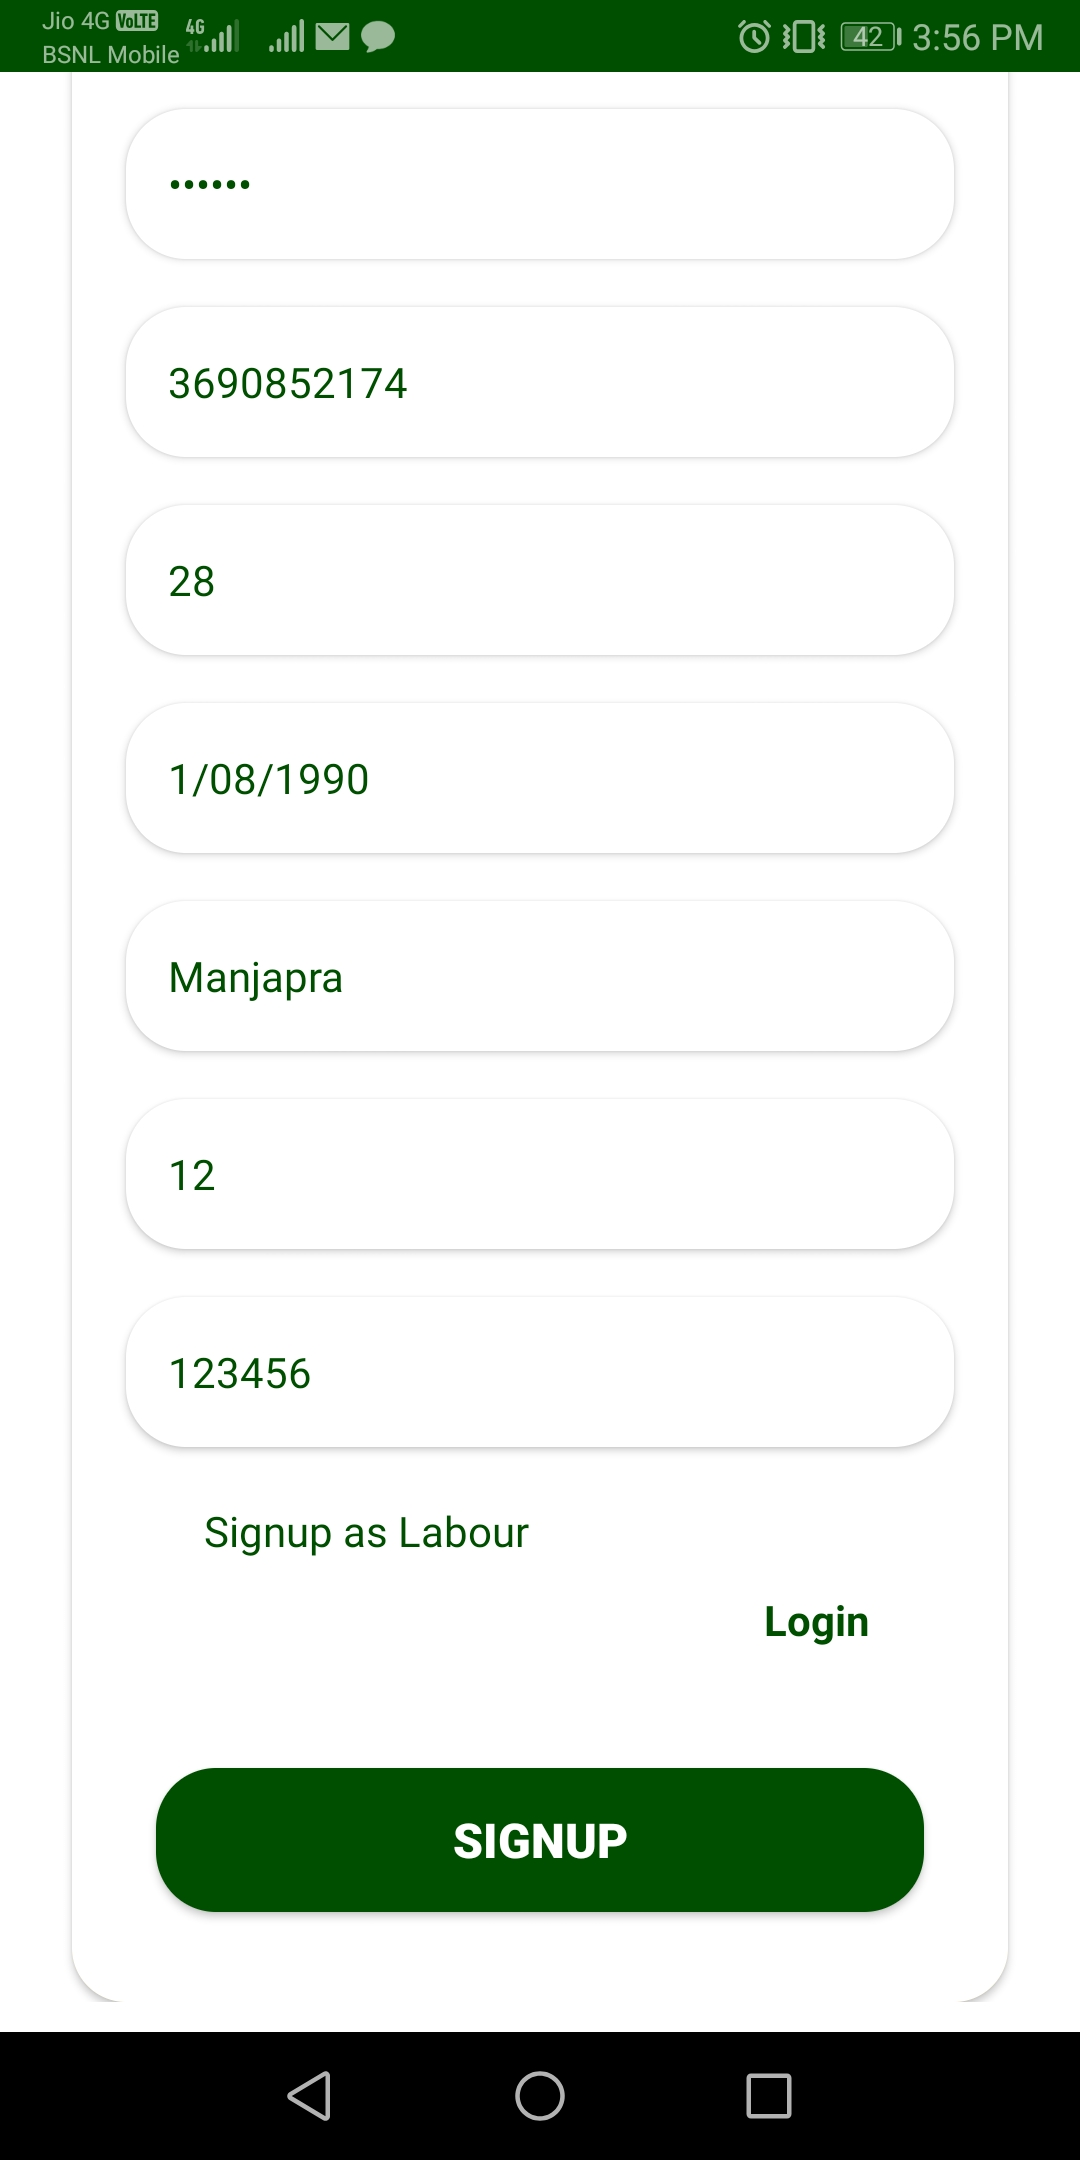 Jio 4G VoLTE 4G 42 3:56 PM
BSNL Mobile
••••••
3690852174
28
1/08/1990
Manjapra
12
123456
Signup as Labour
Login
SIGNUP